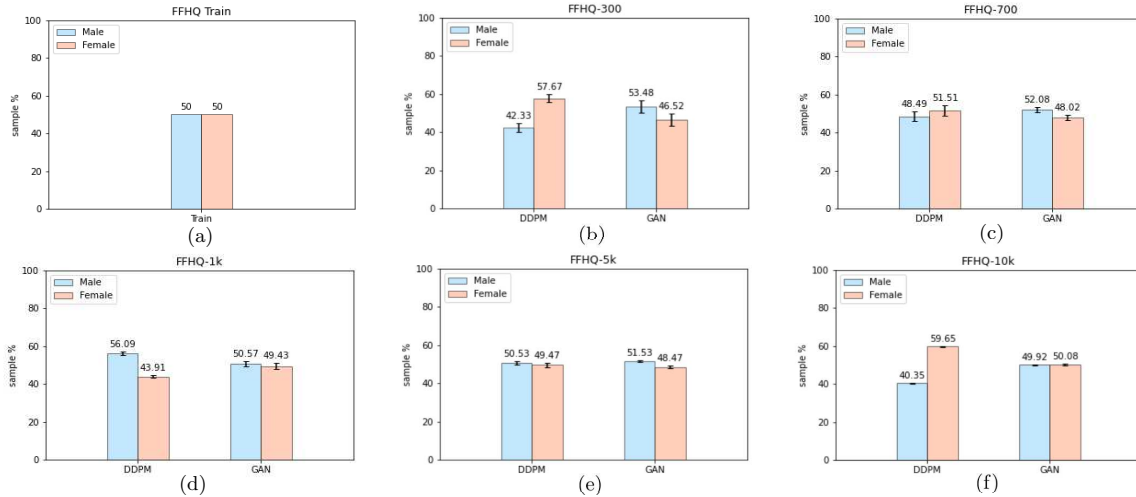 FFHQ Train
100
80
60
40
20
0
sample %
Male
Female
50 50
Train
(a)
FFHQ-300
100
80
60
40
20
0
sample %
Male
Female
42.33 57.67 53.48 46.52
DDPM GAN
(b)
FFHQ-700
100
80
60
40
20
0
sample %
Male
Female
48.49 51.51 52.08 48.02
DDPM GAN
(c)
FFHQ-1k
100
80
60
40
20
0
sample %
Male
Female
56.09 43.91 50.57 49.43
DDPM GAN
(d)
FFHQ-5k
100
80
60
40
20
0
sample %
Male
Female
50.53 49.47 51.53 48.47
DDPM GAN
(e)
FFHQ-10k
100
80
60
40
20
0
sample %
Male
Female
40.35 59.65 49.92 50.08
DDPM GAN
(f)